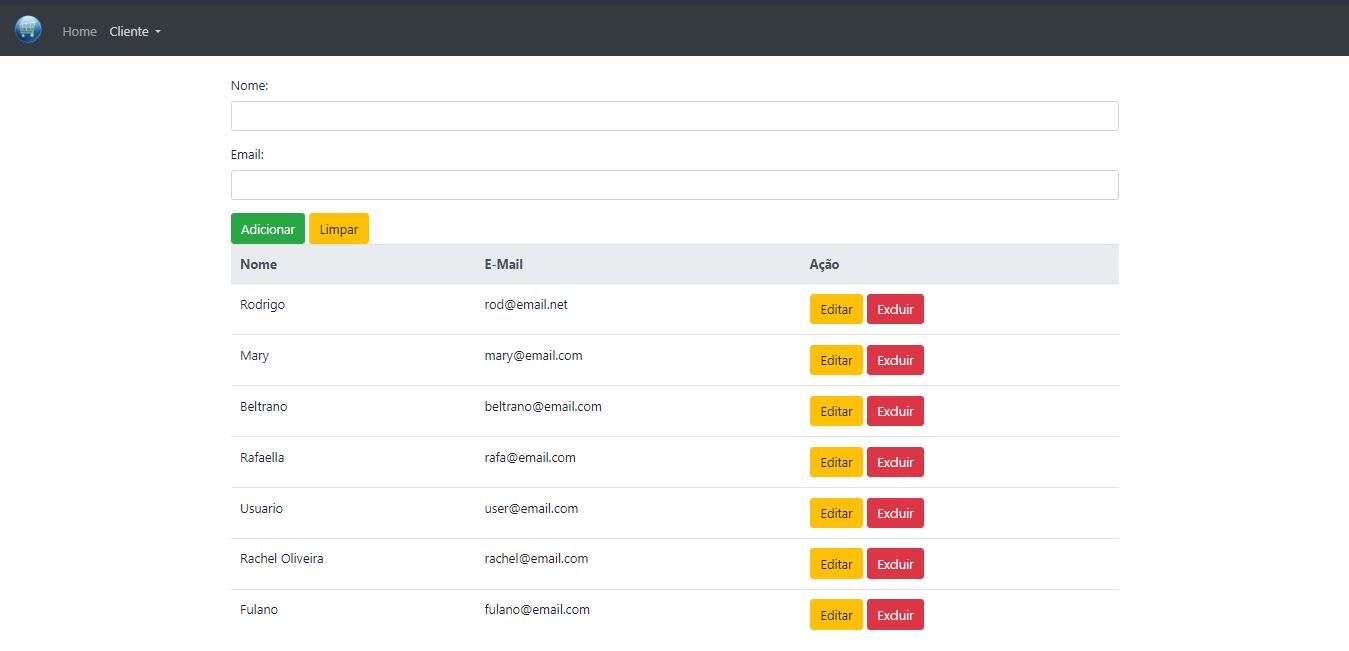 Home Cliente
Nome:
Email:
Adicionar Limpar
Nome E-Mail Ação
Rodrigo rod@email.net Editar Excluir
Mary mary@email.com Editar Excluir
Beltrano beltrano@email.com Editar Excluir
Rafaella rafa@email.com Editar Excluir
Usuario user@email.com Editar Excluir
Rachel Oliveira rachel@email.com Editar Excluir
Fulano fulano@email.com Editar Excluir